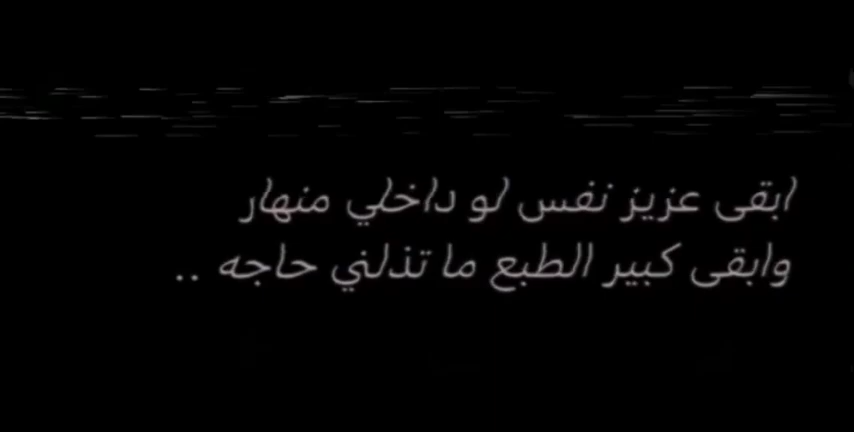 ابقى عزيز نفس لو داخلي منهار
وابقى كبير الطبع ما تذلني حاجه ..